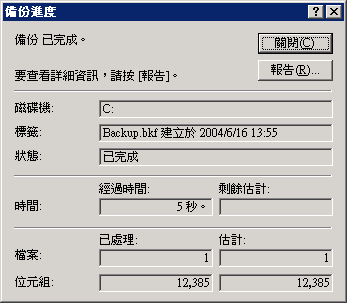 備份進度
備份 已完成。
關閉(C)
要查看詳細資訊，請按 [報告]。
報告(R)...
磁碟機: C:
標籤: Backup.bkf 建立於 2004/6/16 13:55
狀態: 已完成
經過時間: 剩餘估計:
時間: 5 秒。
已處理: 估計:
檔案: 1 1
位元組: 12,385 12,385